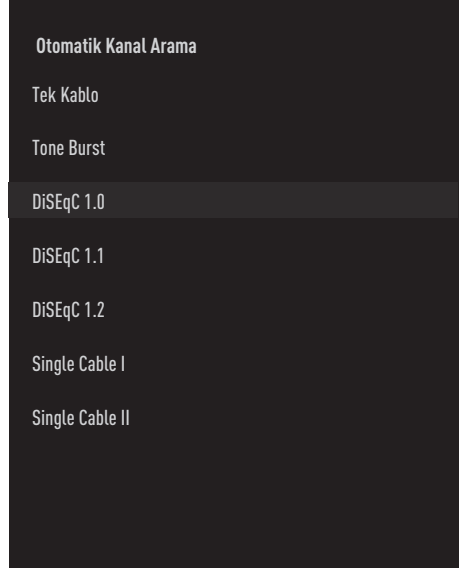 Otomatik Kanal Arama
Tek Kablo
Tone Burst
DiSEqC 1.0
DiSEqC 1.1
DiSEqC 1.2
Single Cable I
Single Cable II